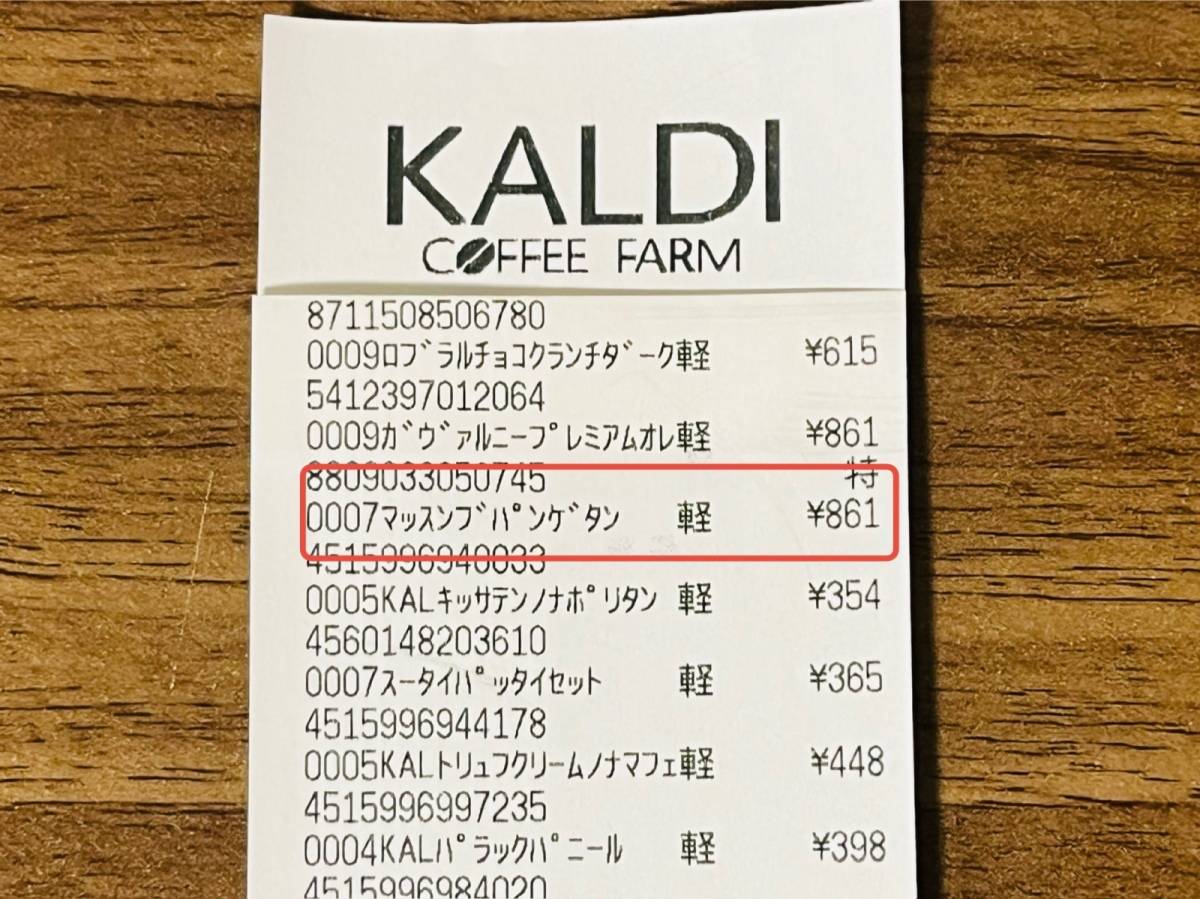 KALDI
COFFEE FARM
8711508506780
0009ﾛﾌﾞﾗﾙﾁｮｺｸﾗﾝﾁﾀﾞｰｸ軽 ¥615
5412397012064
0009ｶﾞｳﾞｧﾙﾆｰﾌﾟﾚﾐｱﾑｵﾚ軽 ¥861
8809033050745 特
0007ﾏｯｽﾝﾌﾞﾊﾟﾝｹﾞﾀﾝ 軽 ¥861
4515996940033
0005KALｷｯｻﾃﾝﾉﾅﾎﾟﾘﾀﾝ 軽 ¥354
4560148203610
0007ｽｰﾀｲﾊﾟｯﾀｲｾｯﾄ 軽 ¥365
4515996944178
0005KALﾄﾘｭﾌｸﾘｰﾑﾉﾅﾏﾌｪ軽 ¥448
4515996997235
0004KALﾊﾟﾗｯｸﾊﾟﾆｰﾙ 軽 ¥398
4515996984020